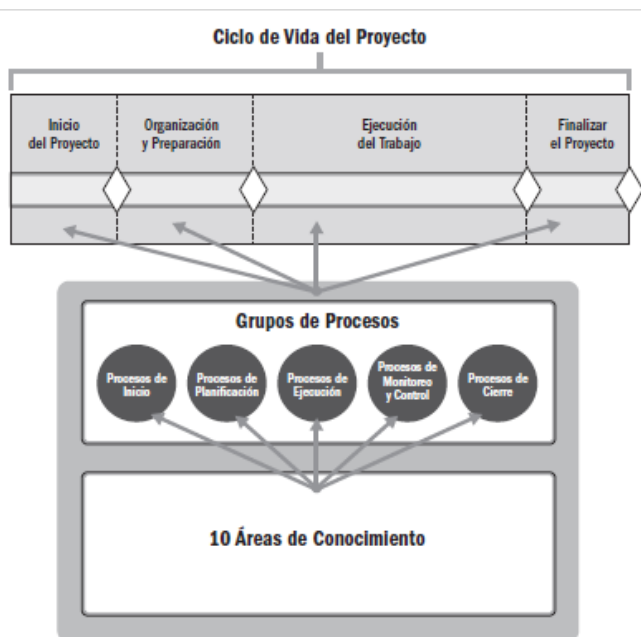 Ciclo de Vida del Proyecto
Inicio
del Proyecto
Organización
y Preparación
Ejecución
del Trabajo
Finalizar
el Proyecto
Grupos de Procesos
Procesos de
Inicio
Procesos de
Planificación
Procesos de
Ejecución
Procesos de
Monitoreo
y Control
Procesos de
Cierre
10 Áreas de Conocimiento